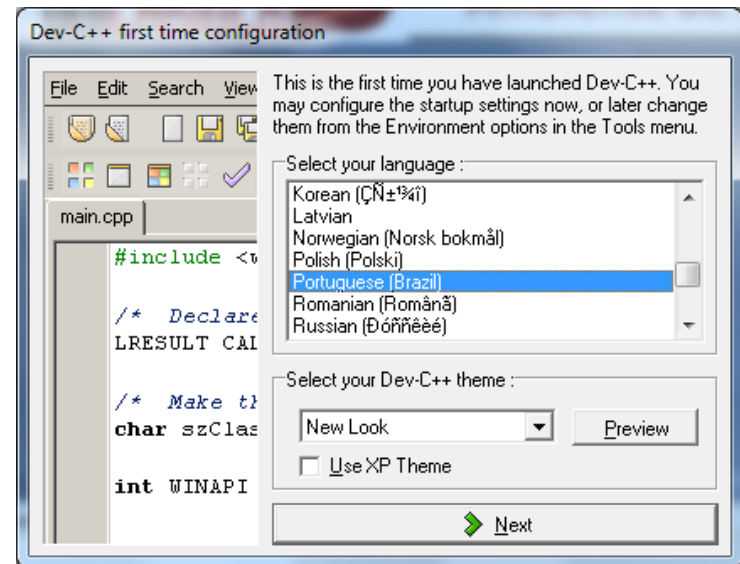 Dev-C++ first time configuration
File Edit Search View
main.cpp
#include
/* Declare
LRESULT CAL
/* Make th
char szClas
int WINAPI
This is the first time you have launched Dev-C++. You
may configure the startup settings now, or later change
them from the Environment options in the Tools menu.
Select your language :
Korean (ÇÑ±¹¾î)
Latvian
Norwegian (Norsk bokmål)
Polish (Polski)
Portuguese (Brazil)
Romanian (Românã)
Russian (Ðóññêèé)
Select your Dev-C++ theme :
New Look
Preview
Use XP Theme
Next